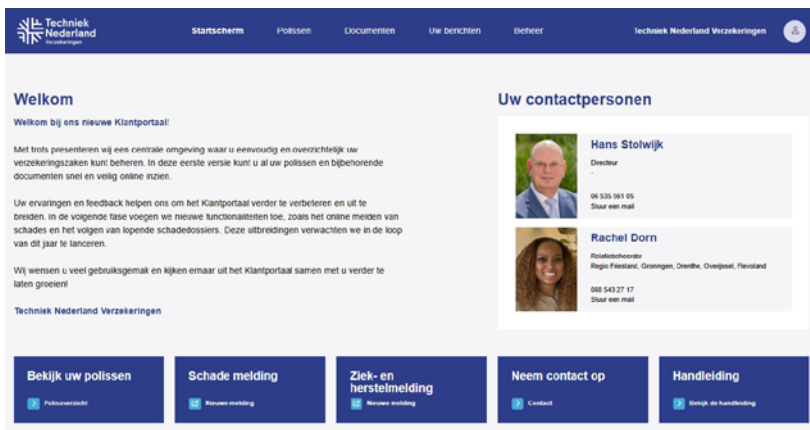 Techniek
Nederland
Verzekeringen
Startscherm
Polissen
Documenten
Uw berichten
Beheer
Techniek Nederland Verzekeringen
Welkom
Welkom bij ons nieuwe Klantportaal!
Met trots presenteren wij een centrale omgeving waar u eenvoudig en overzichtelijk uw
verzekeringszaken kunt beheren. In deze eerste versie kunt u al uw polissen en bijbehorende
documenten snel en veilig online inzien.
Uw ervaringen en feedback helpen ons om het Klantportaal verder te verbeteren en uit te
breiden. In de volgende fase voegen we nieuwe functionaliteiten toe, zoals het online melden van
schades en het volgen van lopende schadedossiers. Deze uitbreidingen verwachten we in de loop
van dit jaar te lanceren.
Wij wensen u veel gebruiksgemak en kijken ernaar uit het Klantportaal samen met u verder te
laten groeien!
Techniek Nederland Verzekeringen
Uw contactpersonen
Hans Stolwijk
Directeur
-
06 535 561 05
Stuur een mail
Rachel Dorn
Relatiebeheerder
Regio Friesland, Groningen, Drenthe, Overijssel, Flevoland
088 543 27 17
Stuur een mail
Bekijk uw polissen
Polisoverzicht
Schade melding
Nieuwe melding
Ziek- en
herstelmelding
Nieuwe melding
Neem contact op
Contact
Handleiding
Bekijk de handleiding